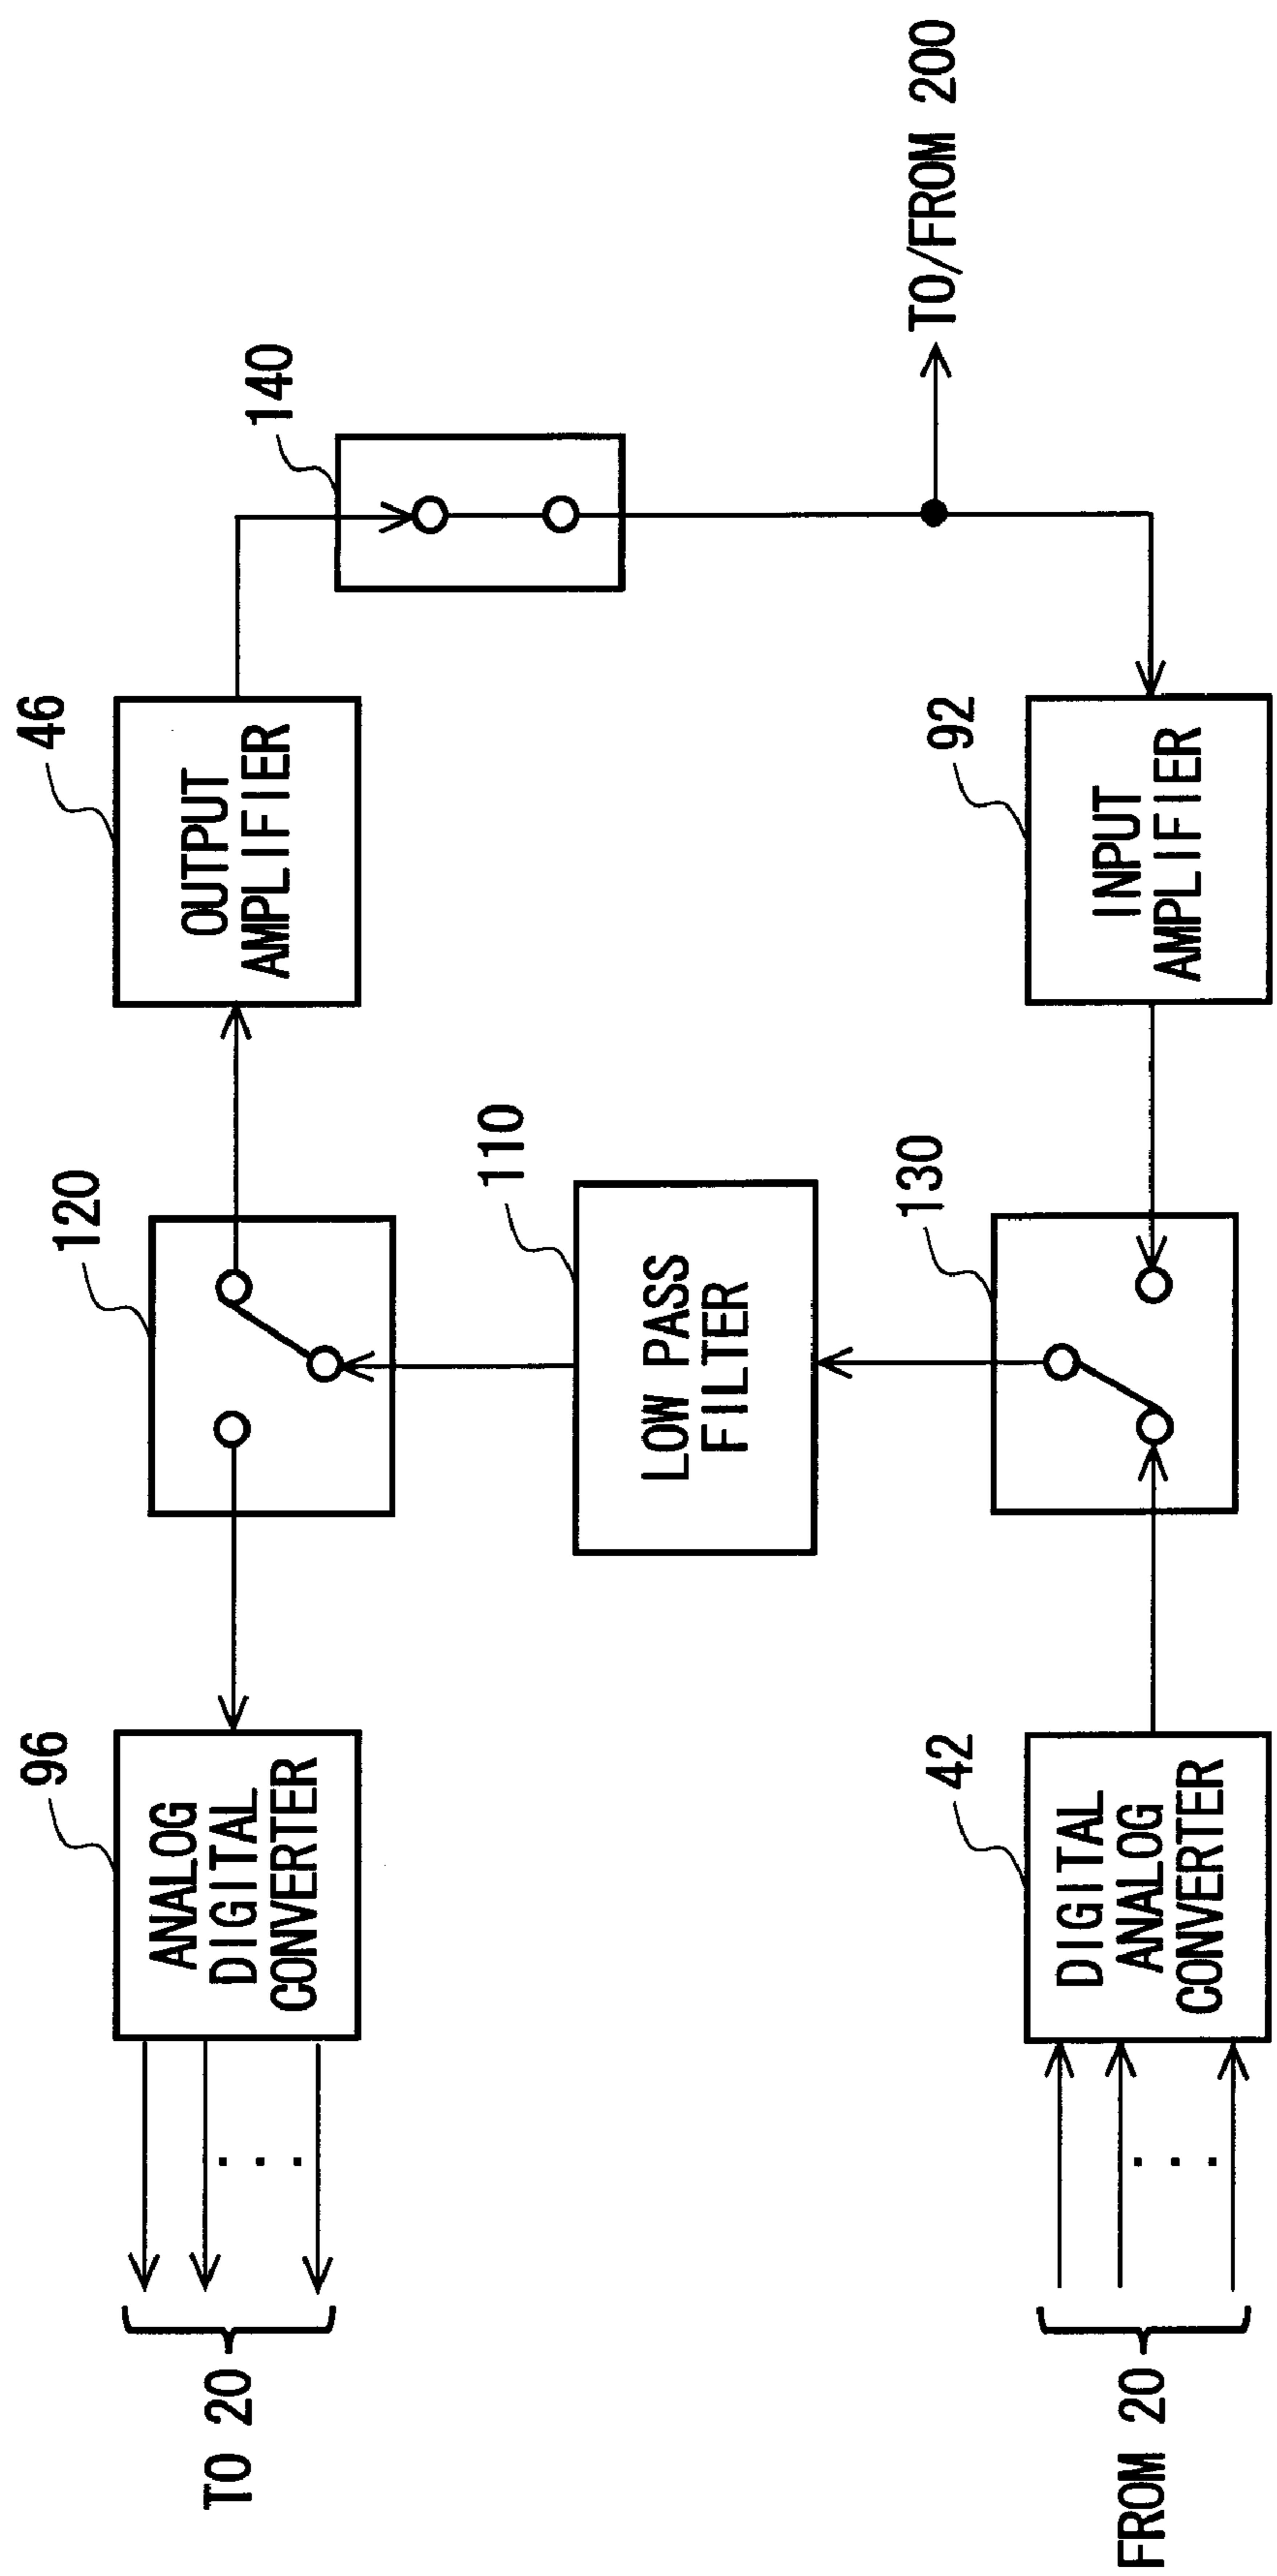 TO 20
96
ANALOG
DIGITAL
CONVERTER
120
46
OUTPUT
AMPLIFIER
140
110
LOW PASS
FILTER
TO/FROM 200
FROM 20
42
DIGITAL
ANALOG
CONVERTER
130
92
INPUT
AMPLIFIER